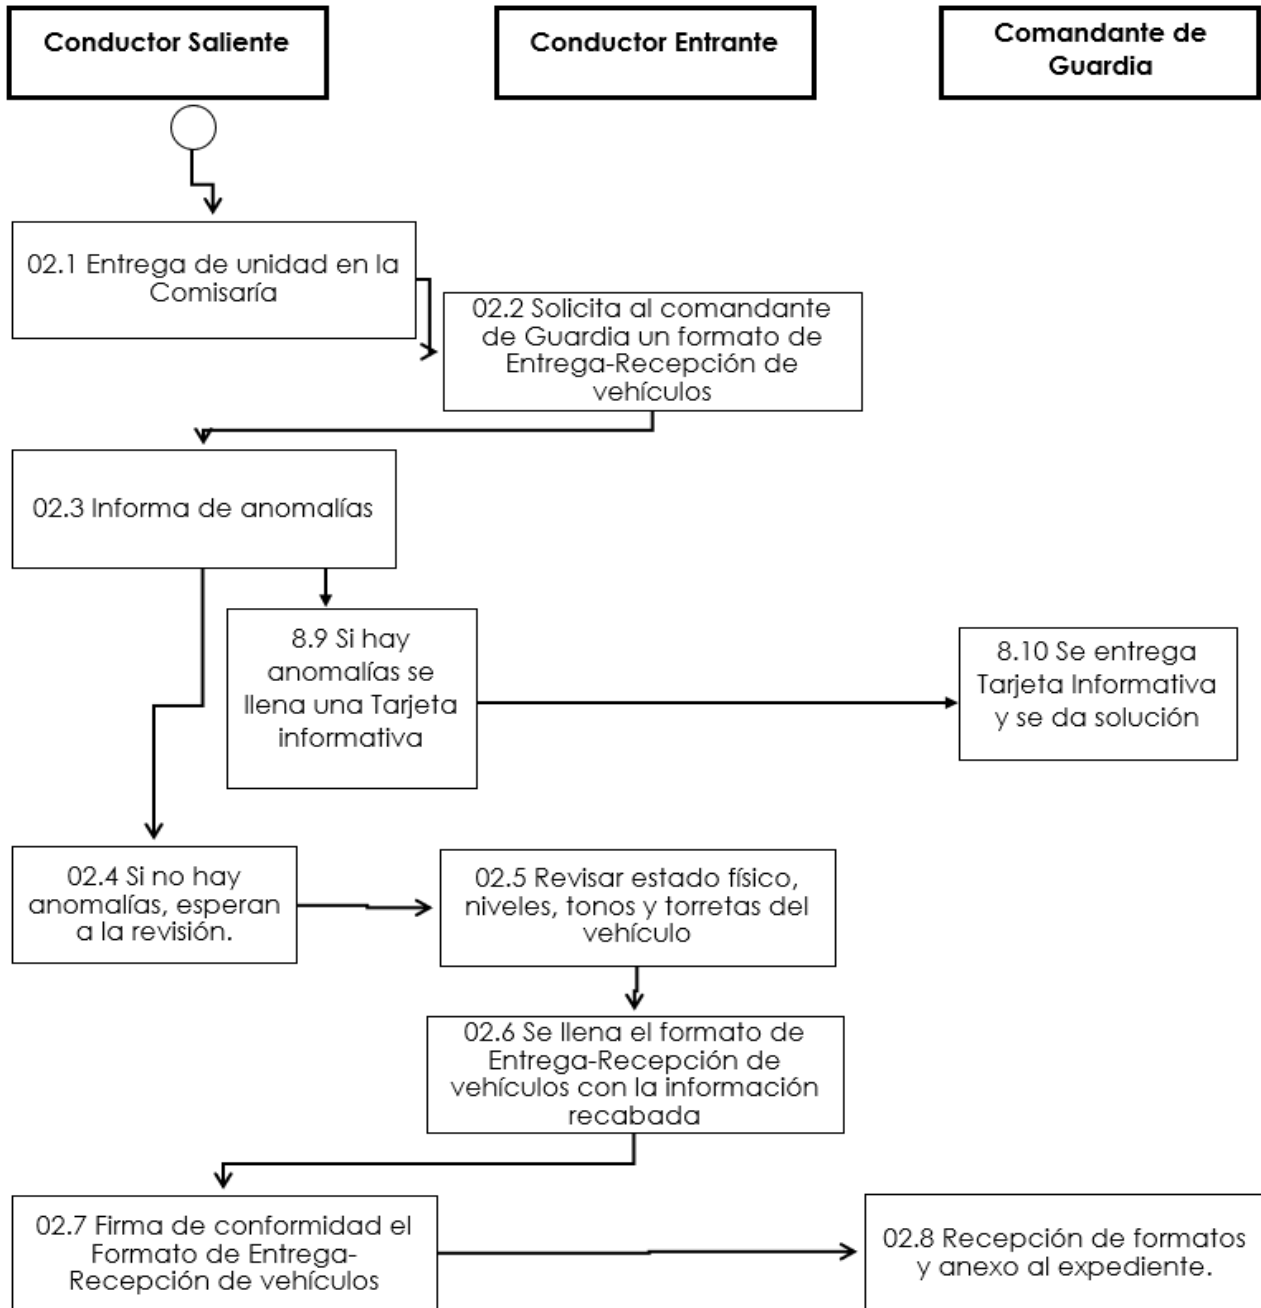 Conductor Saliente
Conductor Entrante
Comandante de
Guardia
02.1 Entrega de unidad en la
Comisaría
02.2 Solicita al comandante
de Guardia un formato de
Entrega-Recepción de
vehículos
02.3 Informa de anomalías
8.9 Si hay
anomalías se
llena una Tarjeta
informativa
8.10 Se entrega
Tarjeta Informativa
y se da solución
02.4 Si no hay
anomalías, esperan
a la revisión.
02.5 Revisar estado físico,
niveles, tonos y torretas del
vehículo
02.6 Se llena el formato de
Entrega-Recepción de
vehículos con la información
recabada
02.7 Firma de conformidad el
Formato de Entrega-
Recepción de vehículos
02.8 Recepción de formatos
y anexo al expediente.